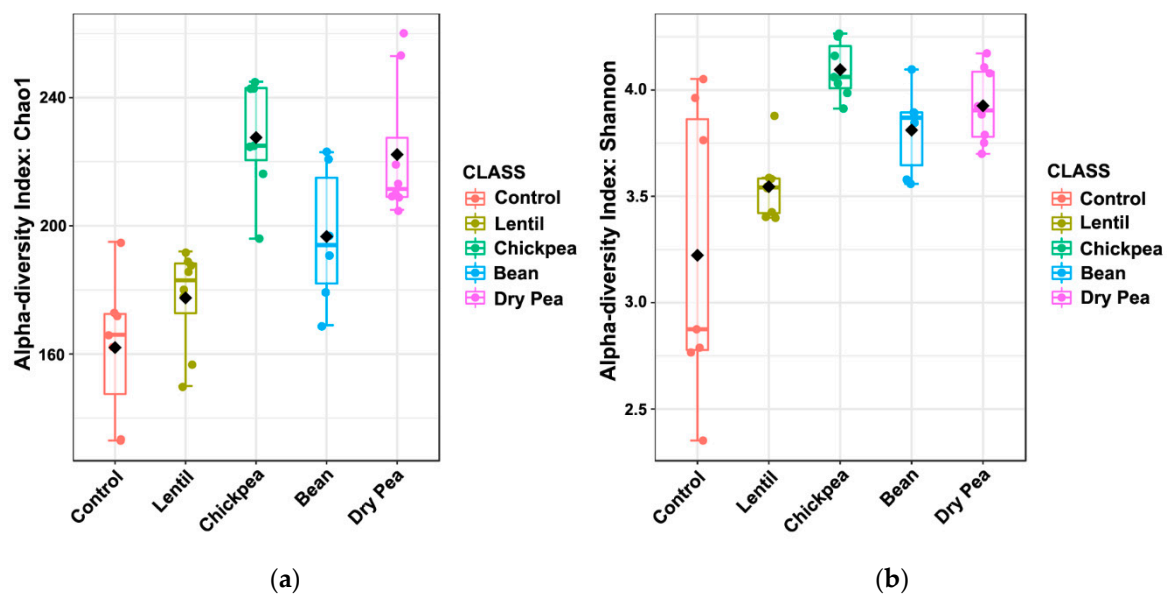 Alpha-diversity Index: Chao1
240
200
160
Control
Lentil
Chickpea
Bean
Dry Pea
CLASS
Control
Lentil
Chickpea
Bean
Dry Pea
(a)
Alpha-diversity Index: Shannon
4.0
3.5
3.0
2.5
Control
Lentil
Chickpea
Bean
Dry Pea
CLASS
Control
Lentil
Chickpea
Bean
Dry Pea
(b)